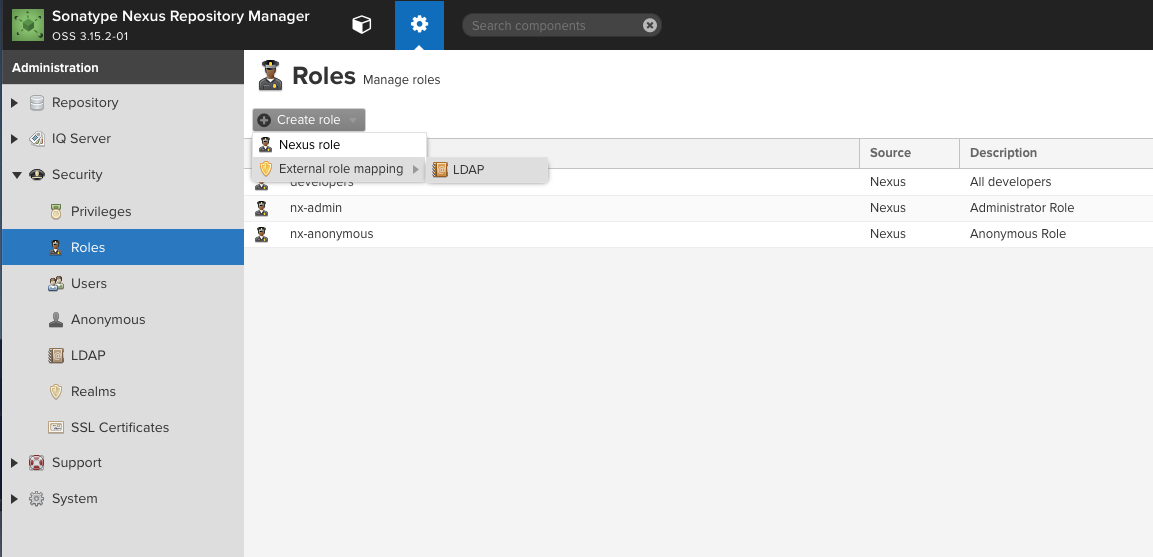 Sonatype Nexus Repository Manager
OSS 3.15.2-01
Search components
Administration
Repository
IQ Server
Security
Privileges
Roles
Users
Anonymous
LDAP
Realms
SSL Certificates
Support
System
Roles Manage roles
Create role
Nexus role
External role mapping
LDAP
Source Description
developers Nexus All developers
nx-admin Nexus Administrator Role
nx-anonymous Nexus Anonymous Role